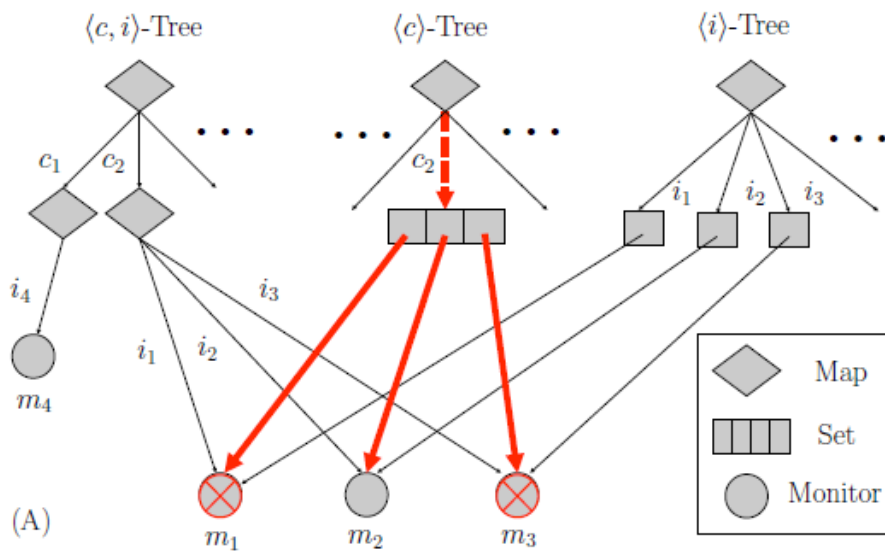 ⟨c, i⟩-Tree
⟨c⟩-Tree
⟨i⟩-Tree
• • •
• • •
• • •
• • •
c₁
c₂
c₂
i₁
i₂
i₃
i₄
i₁
i₂
i₃
m₄
Map
Set
Monitor
(A)
m₁
m₂
m₃